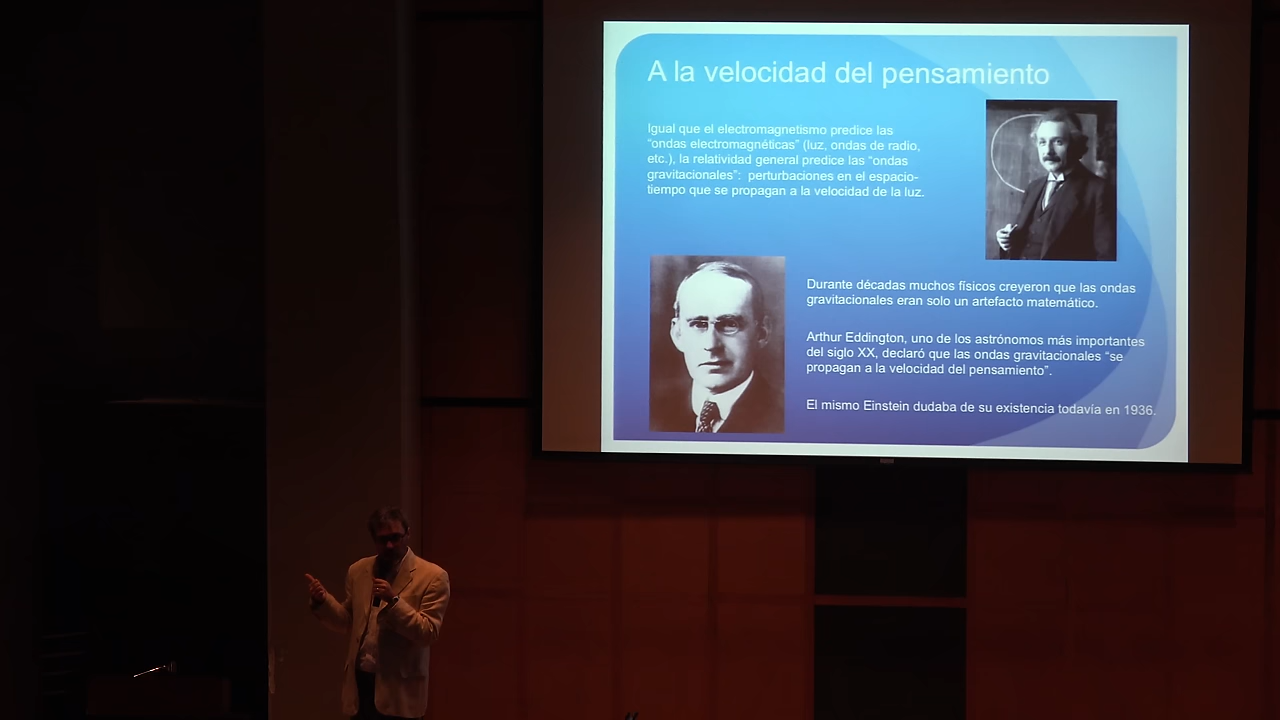 A la velocidad del pensamiento
Igual que el electromagnetismo predice las
"ondas electromagnéticas" (luz, ondas de radio,
etc.), la relatividad general predice las "ondas
gravitacionales": perturbaciones en el espacio-
tiempo que se propagan a la velocidad de la luz.
Durante décadas muchos físicos creyeron que las ondas
gravitacionales eran solo un artefacto matemático.
Arthur Eddington, uno de los astrónomos más importantes
del siglo XX, declaró que las ondas gravitacionales "se
propagan a la velocidad del pensamiento".
El mismo Einstein dudaba de su existencia todavía en 1936.